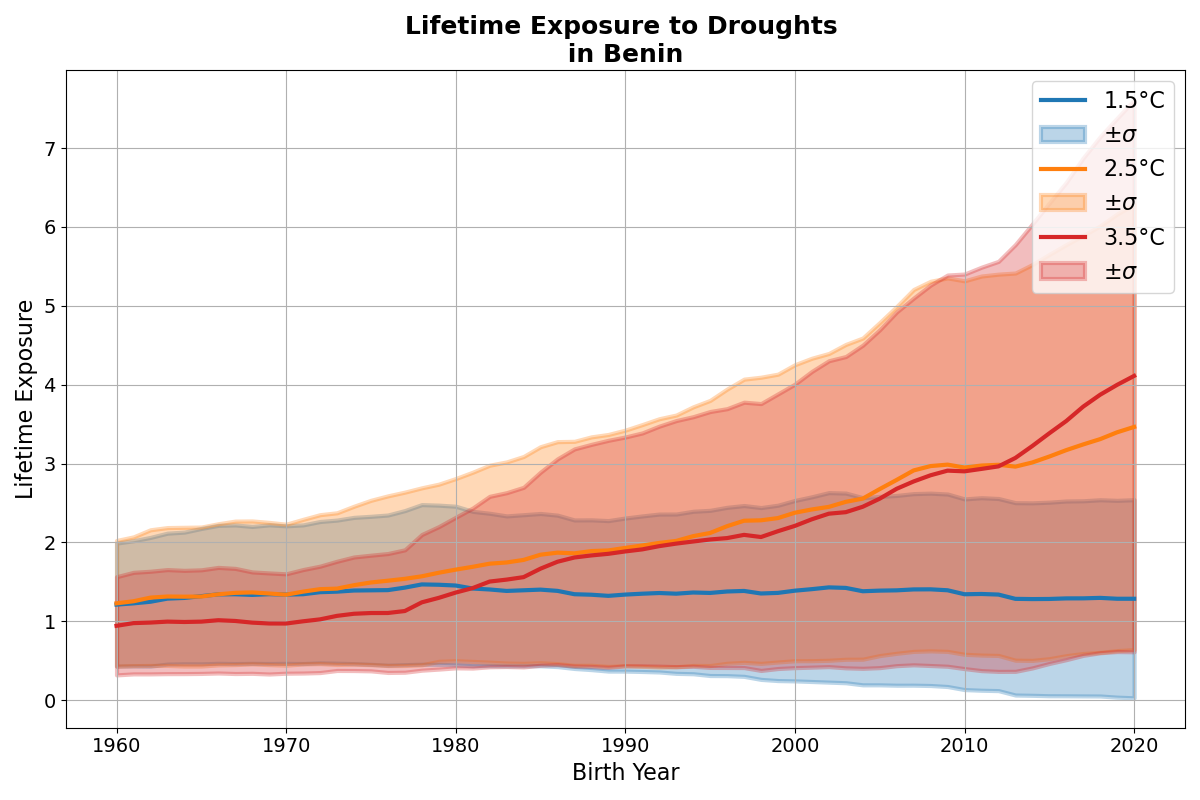 Lifetime Exposure to Droughts
in Benin
1.5°C
±σ
2.5°C
±σ
3.5°C
±σ
Lifetime Exposure
7
6
5
4
3
2
1
0
1960 1970 1980 1990 2000 2010 2020
Birth Year